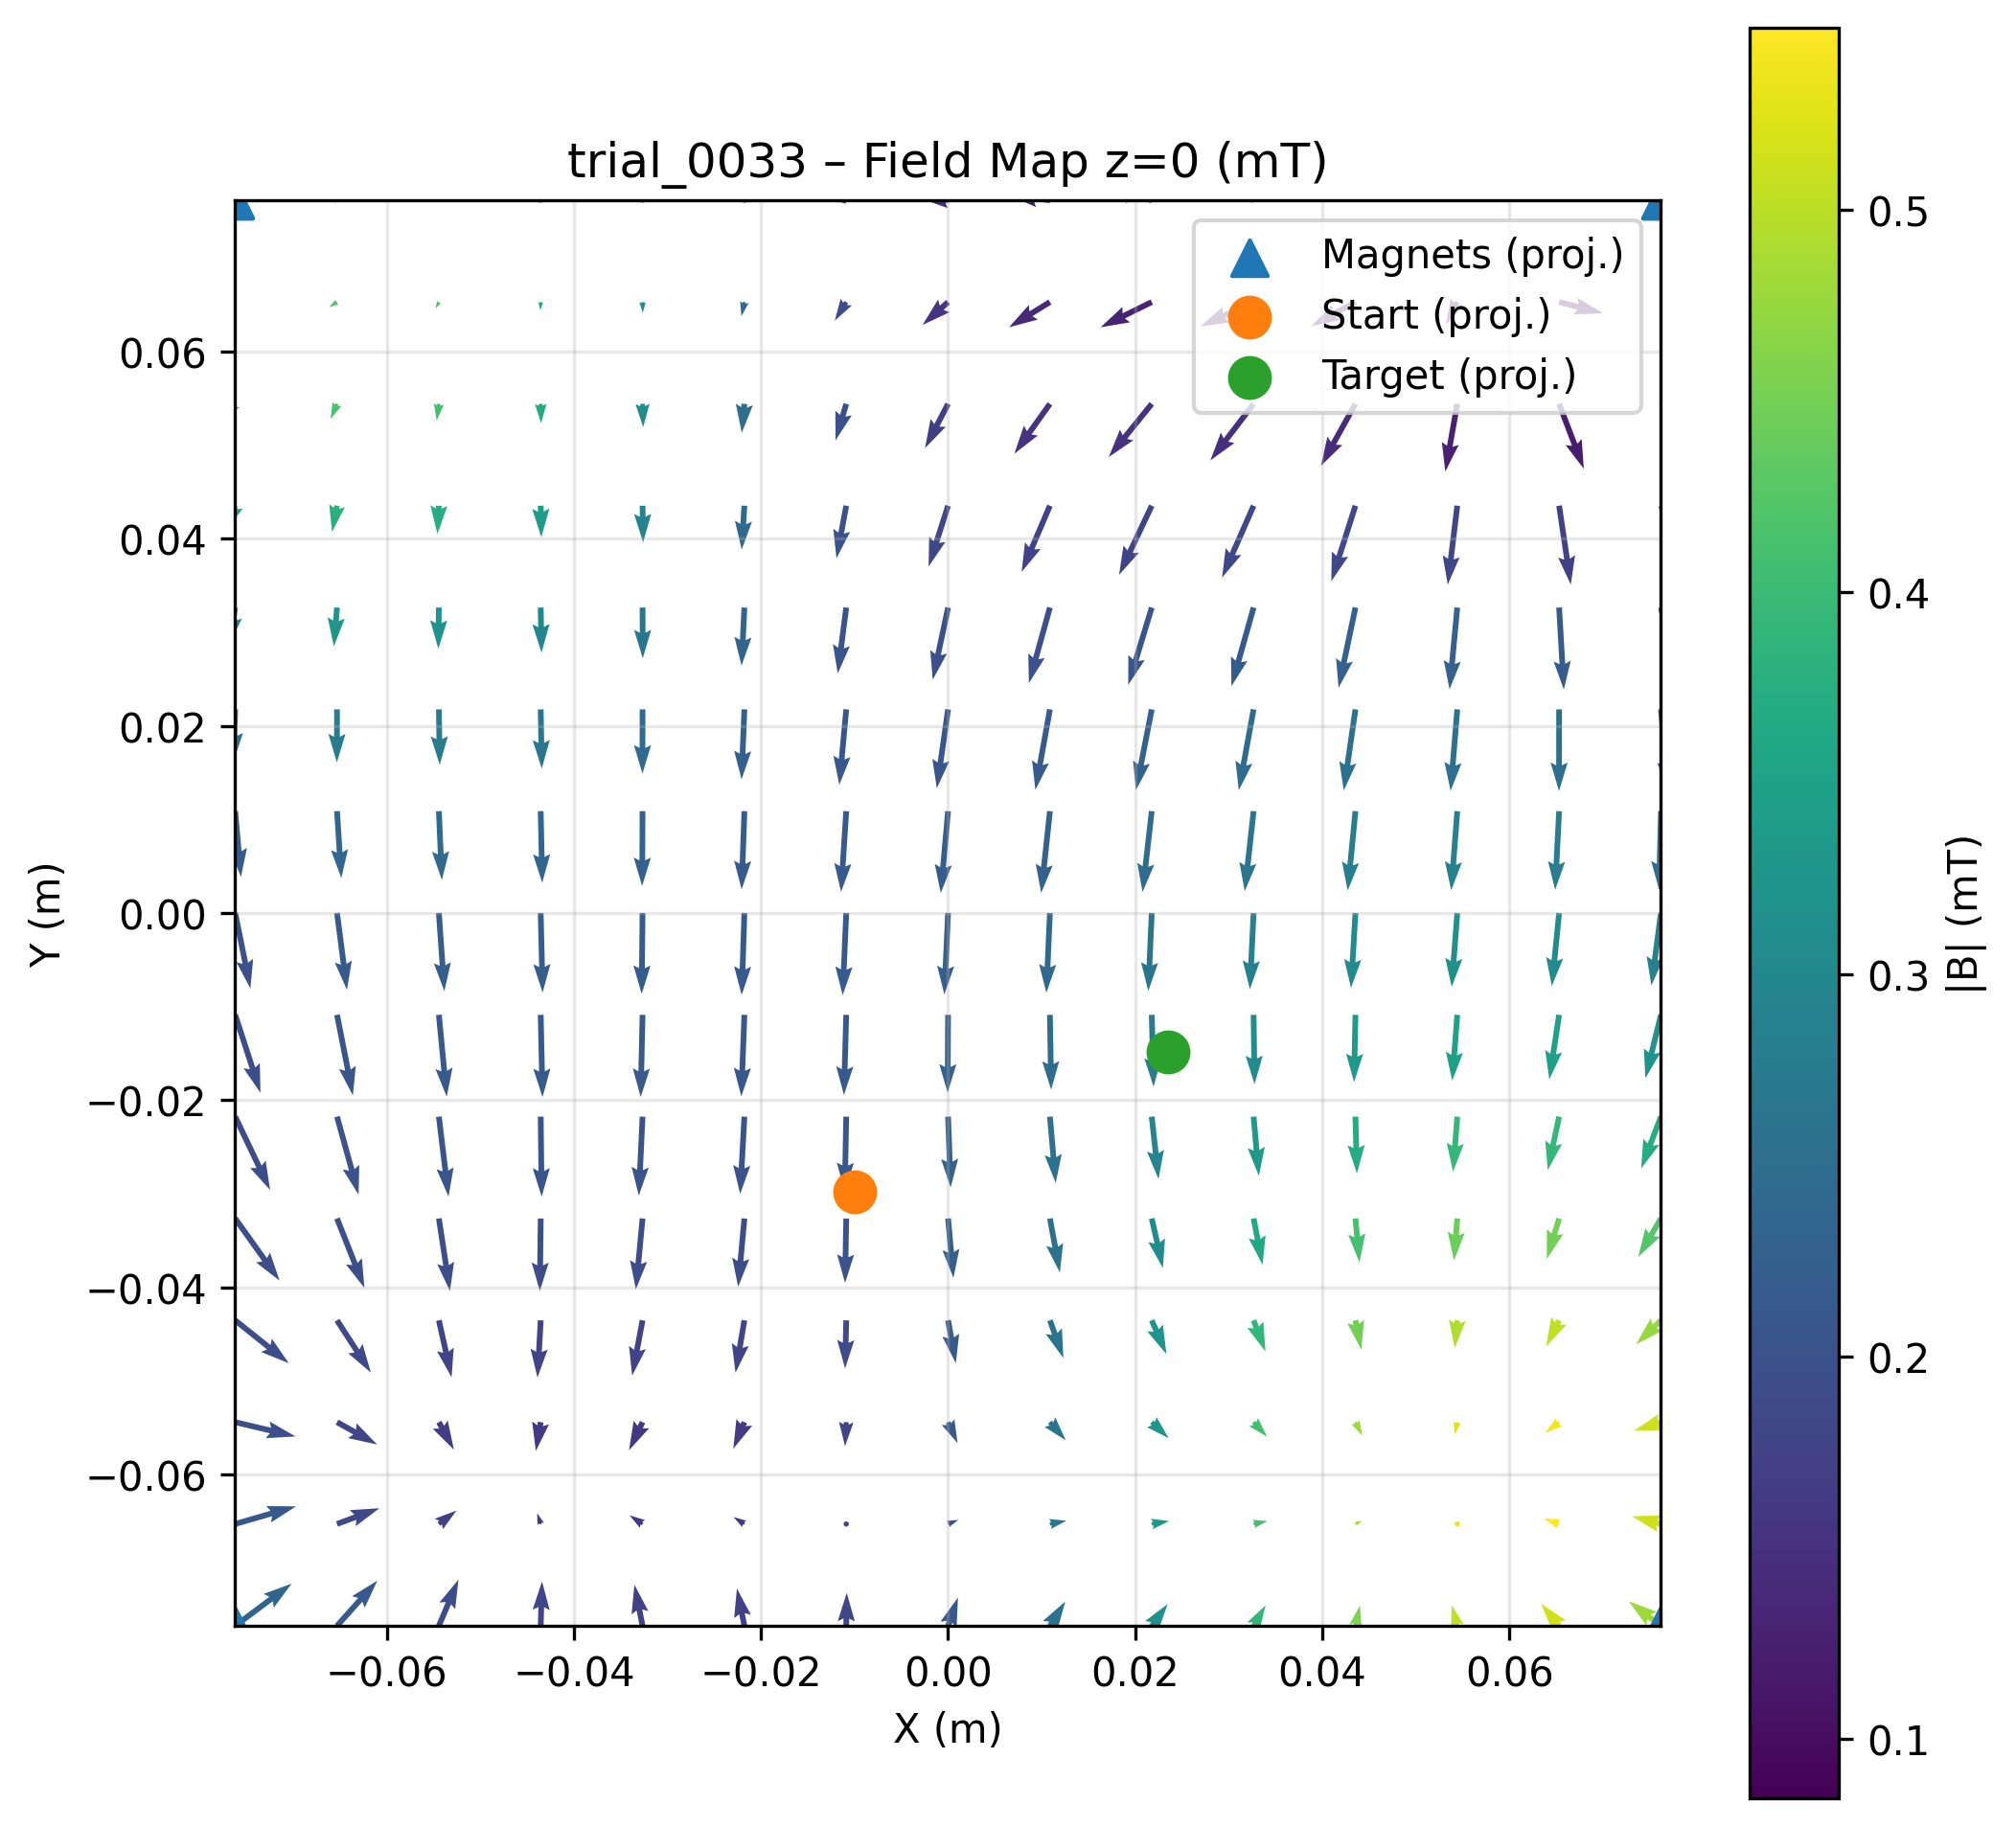 trial_0033 – Field Map z=0 (mT)
Magnets (proj.)
Start (proj.)
Target (proj.)
0.06
0.04
0.02
0.00
−0.02
−0.04
−0.06
Y (m)
−0.06 −0.04 −0.02 0.00 0.02 0.04 0.06
X (m)
0.5
0.4
0.3
0.2
0.1
|B| (mT)